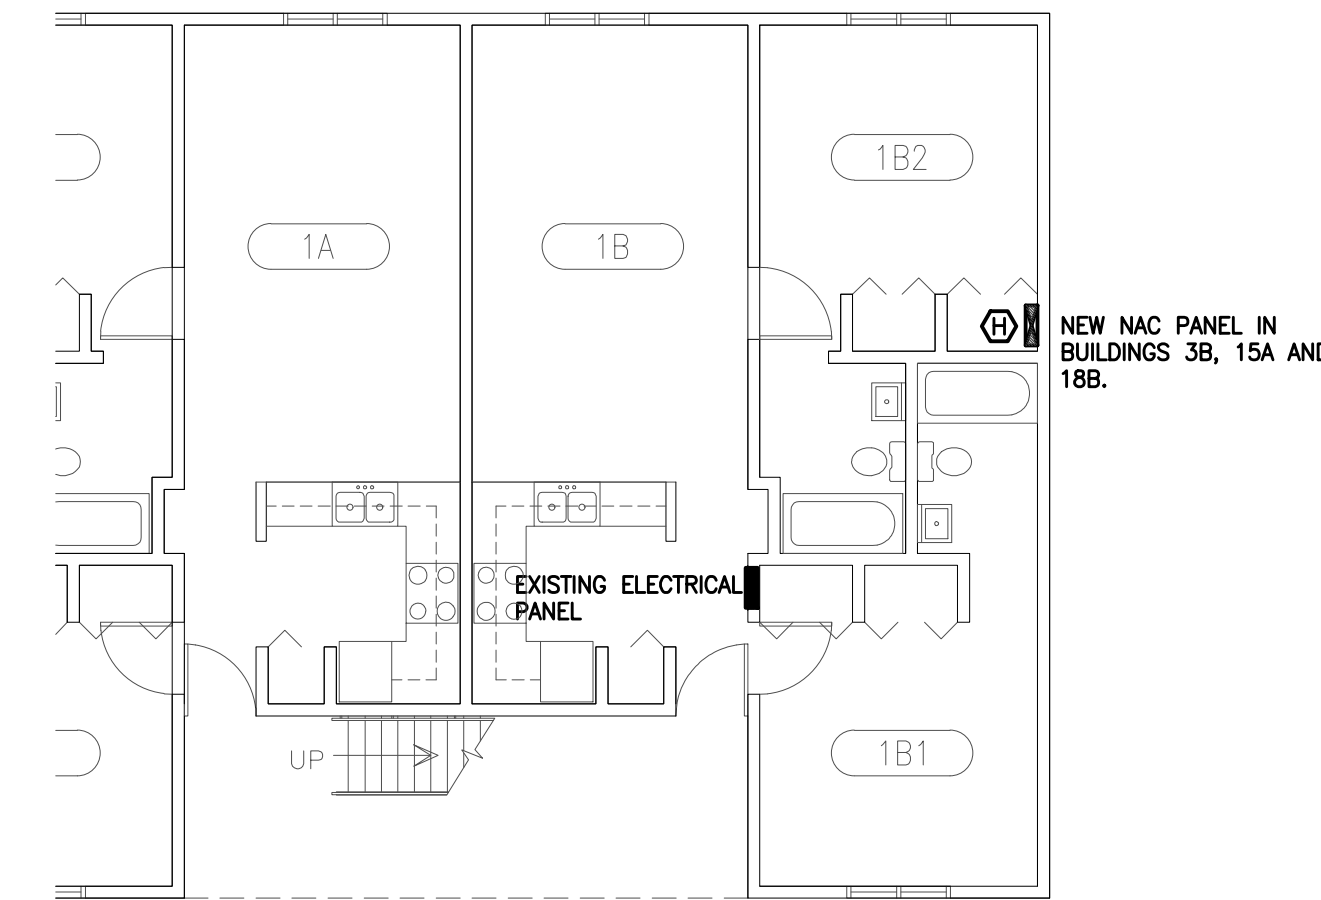 1B2
1A
1B
H
NEW NAC PANEL IN
BUILDINGS 3B, 15A AND
18B.
EXISTING ELECTRICAL
PANEL
UP
1B1